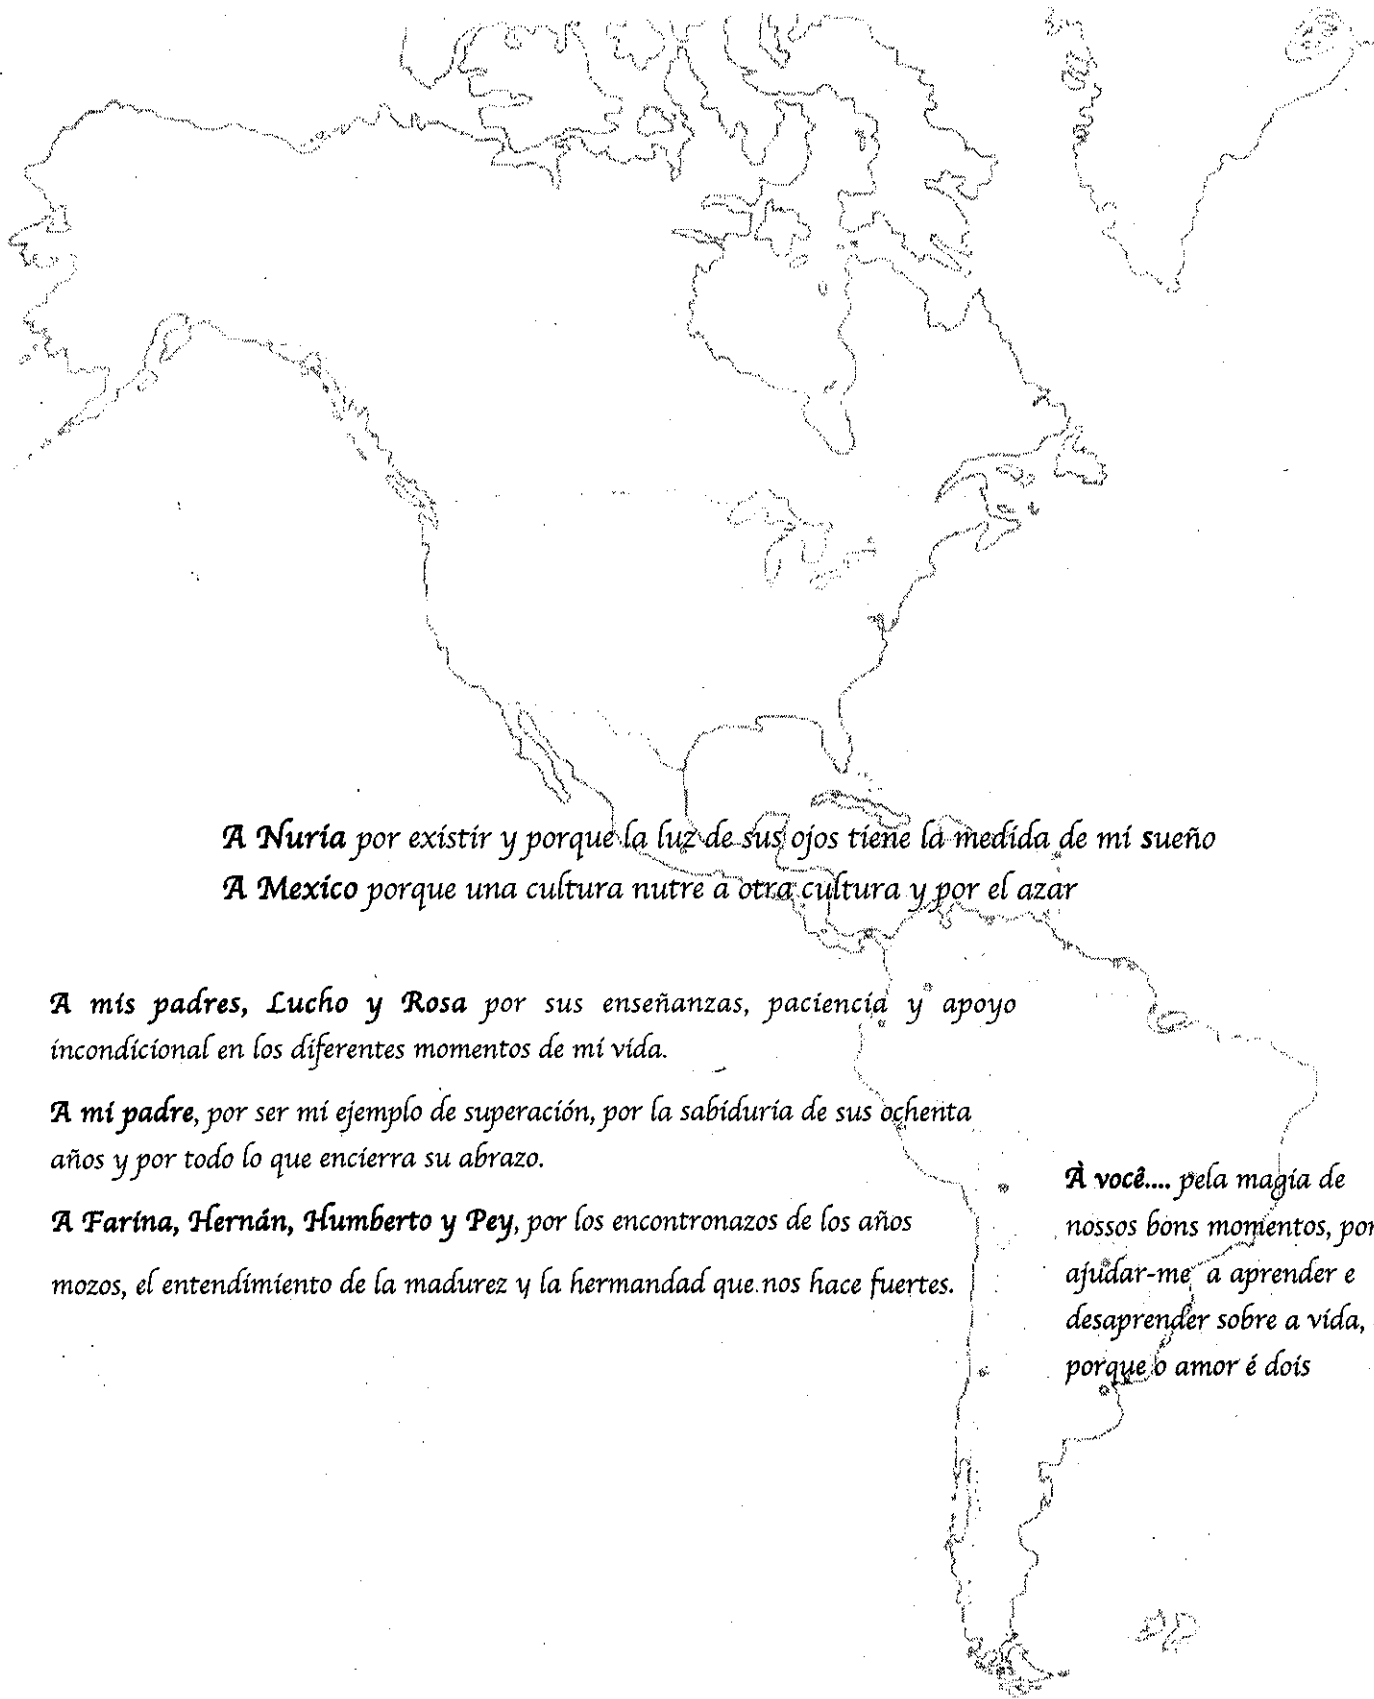 A Nuria por existir y porque la luz de sus ojos tiene la medida de mi sueño
A Mexico porque una cultura nutre a otra cultura y por el azar
A mis padres, Lucho y Rosa por sus enseñanzas, paciencia y apoyo
incondicional en los diferentes momentos de mi vida.
A mi padre, por ser mi ejemplo de superación, por la sabiduria de sus ochenta
años y por todo lo que encierra su abrazo.
A Farina, Hernán, Humberto y Pey, por los encontronazos de los años
mozos, el entendimiento de la madurez y la hermandad que nos hace fuertes.
À você.... pela magia de
nossos bons momentos, por
ajudar-me a aprender e
desaprender sobre a vida,
porque o amor é dois